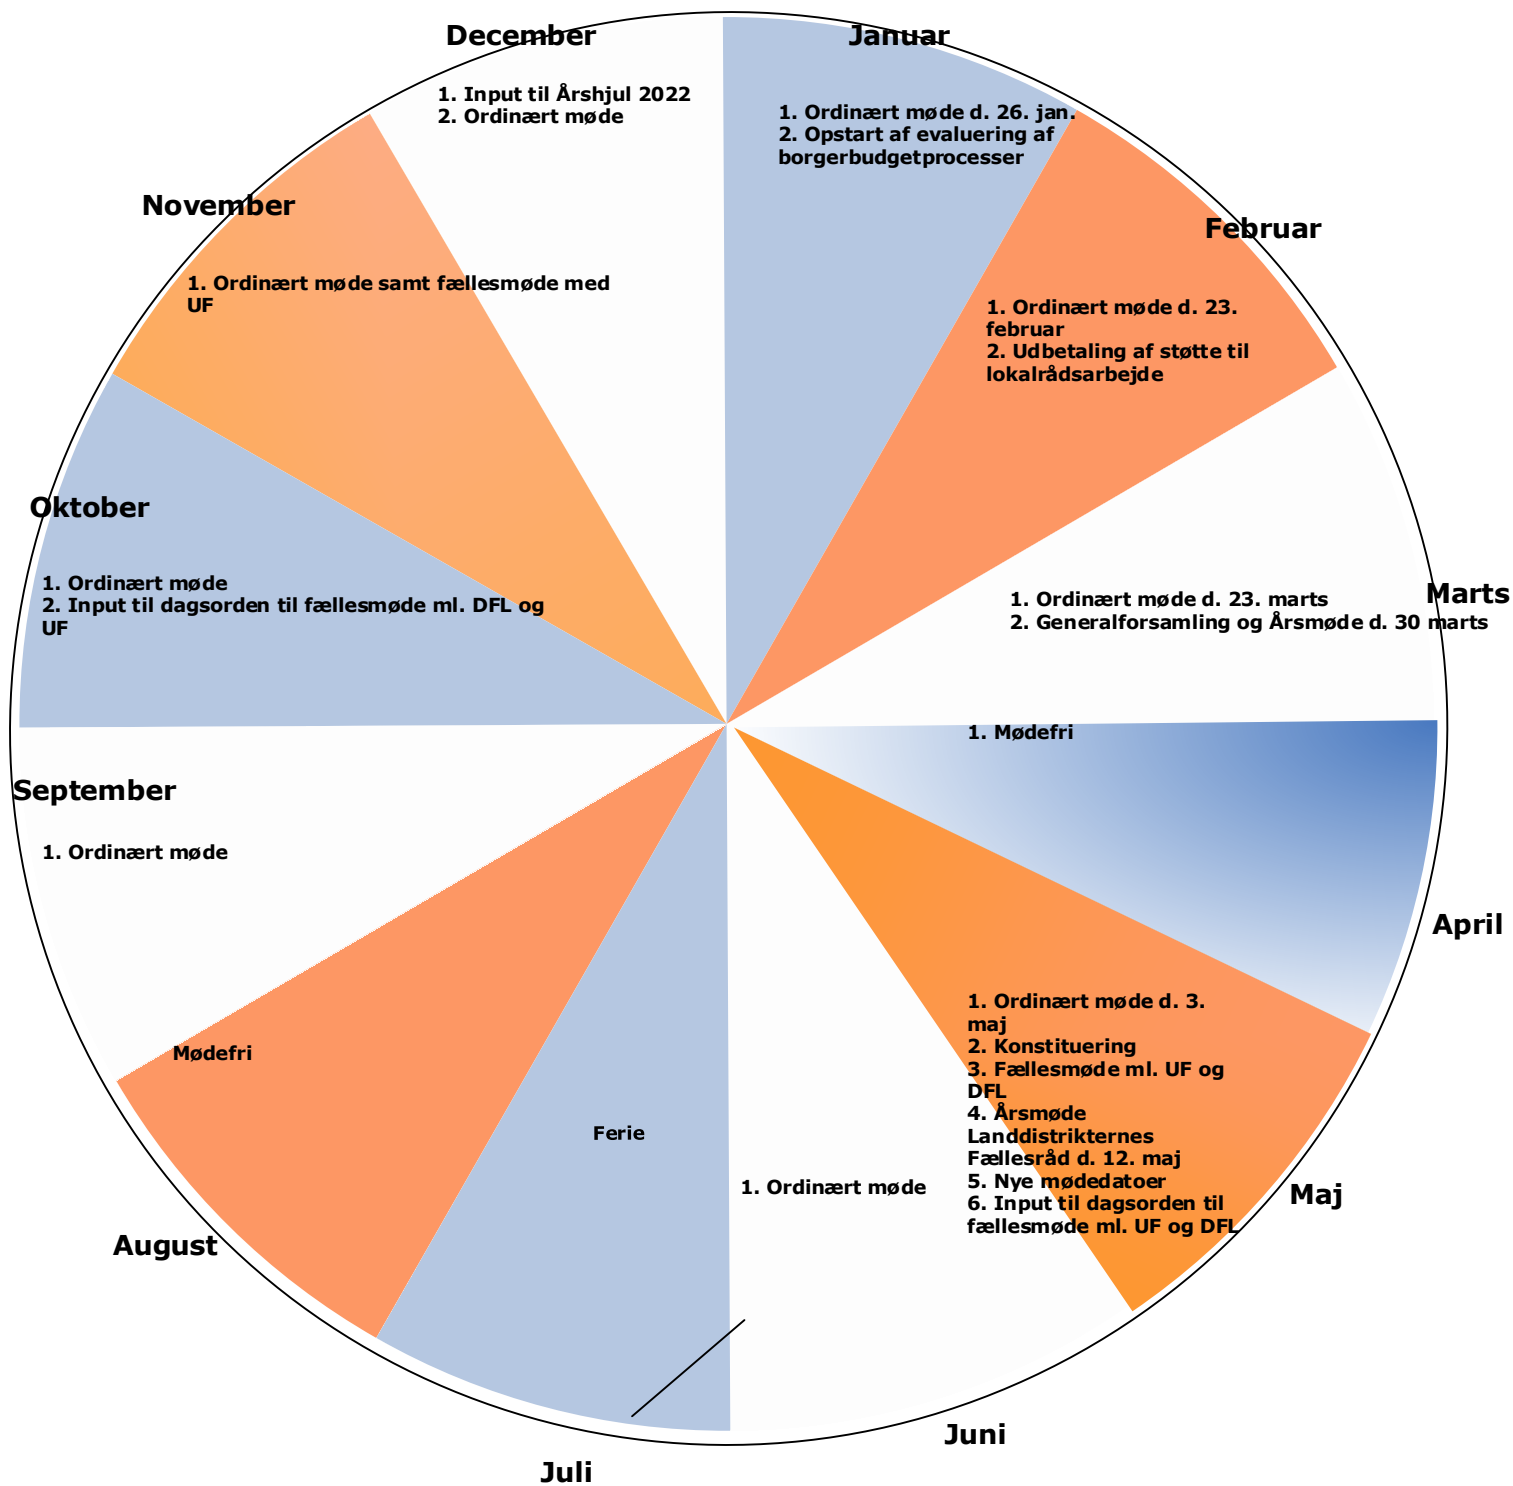 Januar
1. Ordinært møde d. 26. jan.
2. Opstart af evaluering af
borgerbudgetprocesser
Februar
1. Ordinært møde d. 23.
februar
2. Udbetaling af støtte til
lokalrådsarbejde
Marts
1. Ordinært møde d. 23. marts
2. Generalforsamling og Årsmøde d. 30 marts
1. Mødefri
April
1. Ordinært møde d. 3.
maj
2. Konstituering
3. Fællesmøde ml. UF og
DFL
4. Årsmøde
Landdistrikternes
Fællesråd d. 12. maj
5. Nye mødedatoer
6. Input til dagsorden til
fællesmøde ml. UF og DFL
Maj
1. Ordinært møde
Juni
Ferie
Juli
Mødefri
August
September
1. Ordinært møde
Oktober
1. Ordinært møde
2. Input til dagsorden til fællesmøde ml. DFL og
UF
November
1. Ordinært møde samt fællesmøde med
UF
December
1. Input til Årshjul 2022
2. Ordinært møde